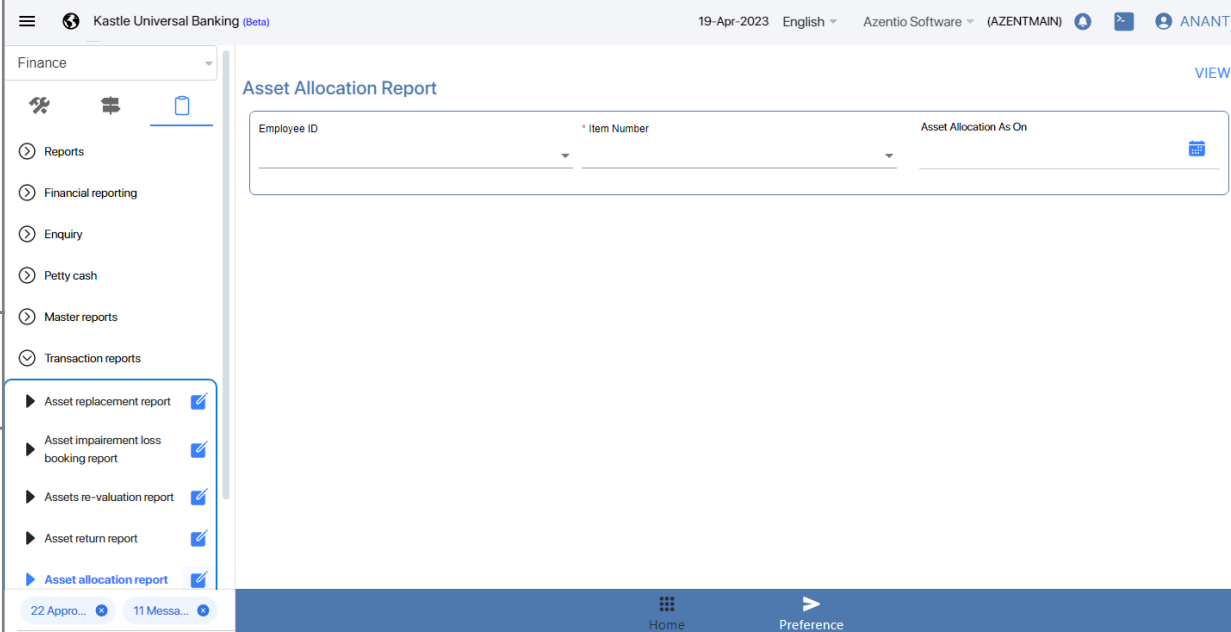 Kastle Universal Banking (Beta)
19-Apr-2023 English Azentio Software (AZENTMAIN) ANANT
Finance
VIEW
Asset Allocation Report
Employee ID
* Item Number
Asset Allocation As On
Reports
Financial reporting
Enquiry
Petty cash
Master reports
Transaction reports
Asset replacement report
Asset impairement loss
booking report
Assets re-valuation report
Asset return report
Asset allocation report
22 Appro...
11 Messa...
Home
Preference